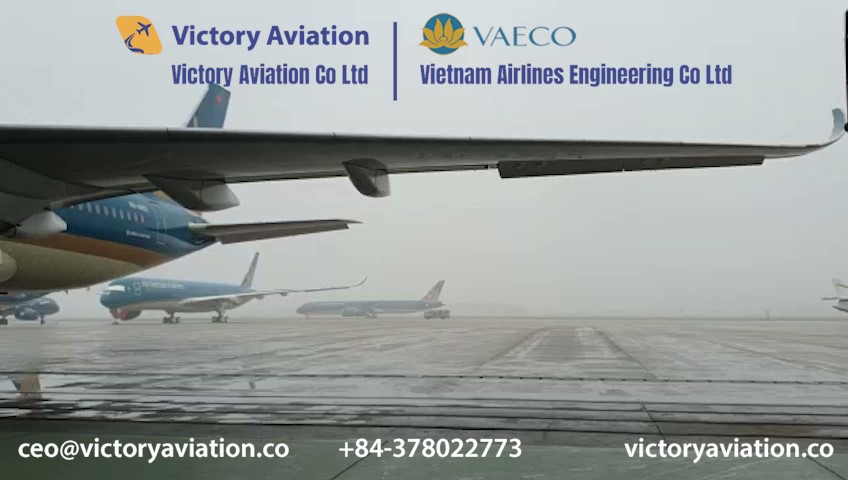 Victory Aviation
Victory Aviation Co Ltd
VAECO
Vietnam Airlines Engineering Co Ltd
ceo@victoryaviation.co
+84-378022773
victoryaviation.co